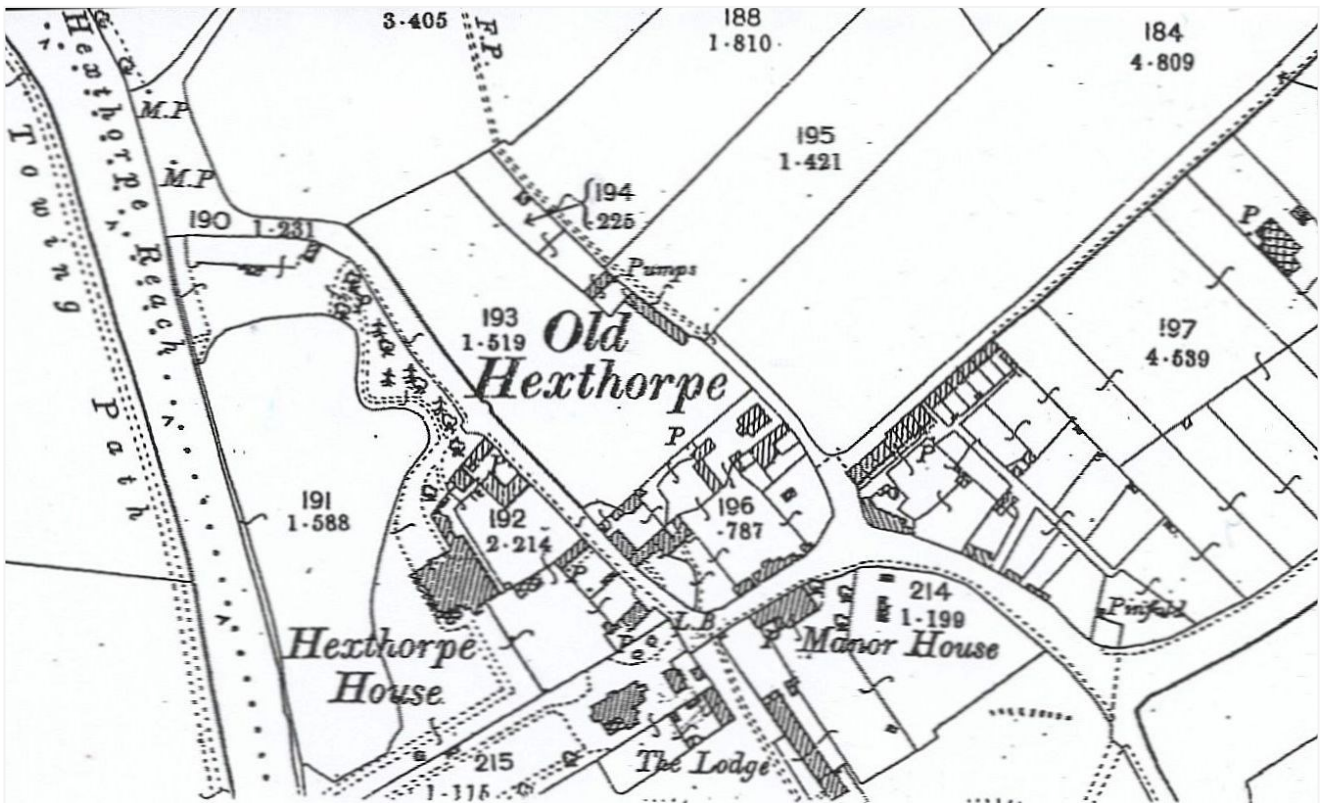 3·405
F.P.
188
1·810
184
4·809
Hexthorpe Reach
Towing Path
M.P
M.P
195
1·421
194
·225
190
1·231
Pumps
P
193
1·519
Old
Hexthorpe
197
4·539
P
P
191
1·588
P
192
2·214
196
·787
P
L.B
P
P
214
1·199
Pinfold
Manor House
Hexthorpe
House
215
1·115
The Lodge